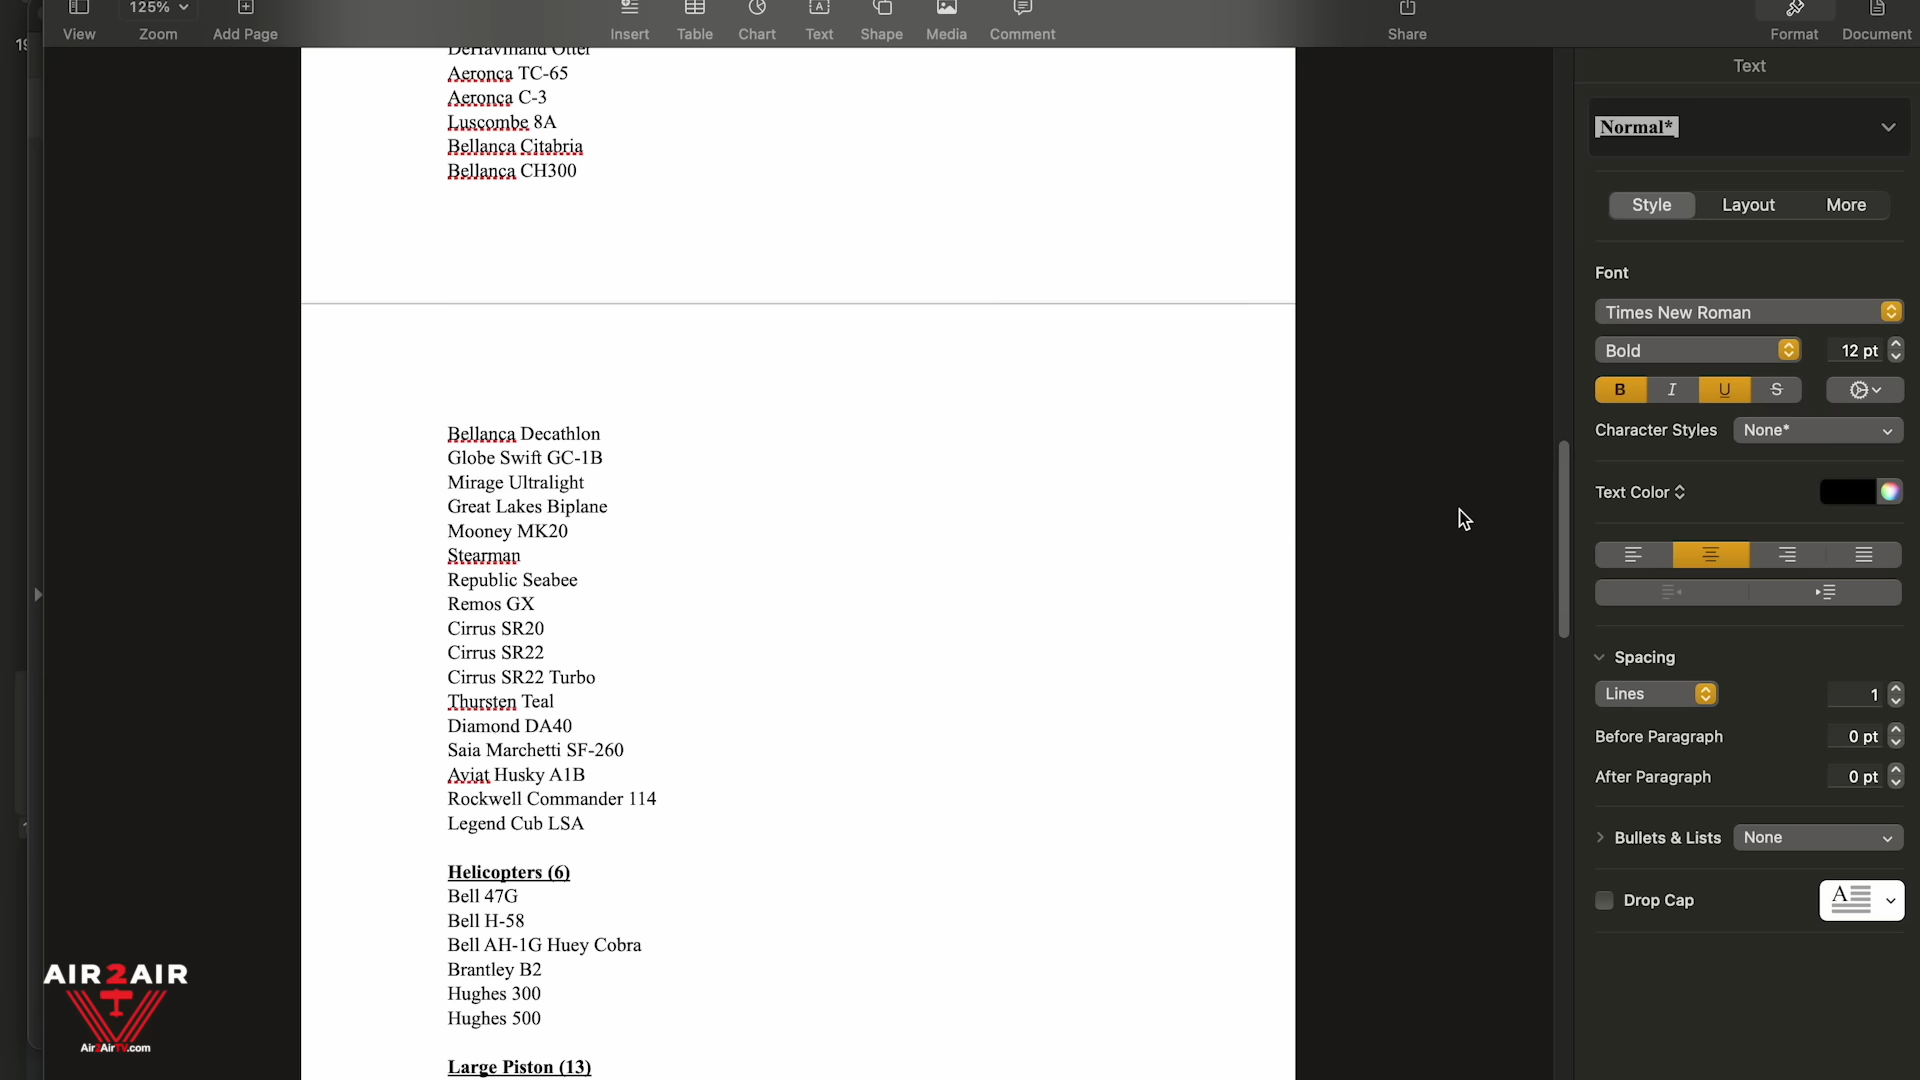 125%
View
Zoom
Add Page
Insert
Table
Chart
Text
Shape
Media
Comment
Share
Format
Document
DeHavilland Otter
Aeronca TC-65
Aeronca C-3
Luscombe 8A
Bellanca Citabria
Bellanca CH300
Bellanca Decathlon
Globe Swift GC-1B
Mirage Ultralight
Great Lakes Biplane
Mooney MK20
Stearman
Republic Seabee
Remos GX
Cirrus SR20
Cirrus SR22
Cirrus SR22 Turbo
Thursten Teal
Diamond DA40
Saia Marchetti SF-260
Aviat Husky A1B
Rockwell Commander 114
Legend Cub LSA
Helicopters (6)
Bell 47G
Bell H-58
Bell AH-1G Huey Cobra
Brantley B2
Hughes 300
Hughes 500
Large Piston (13)
Text
Normal*
Style Layout More
Font
Times New Roman
Bold 12 pt
B I U S
Character Styles None*
Text Color
Spacing
Lines 1
Before Paragraph 0 pt
After Paragraph 0 pt
Bullets & Lists None
Drop Cap A
AIR2AIR
Air2AirTV.com